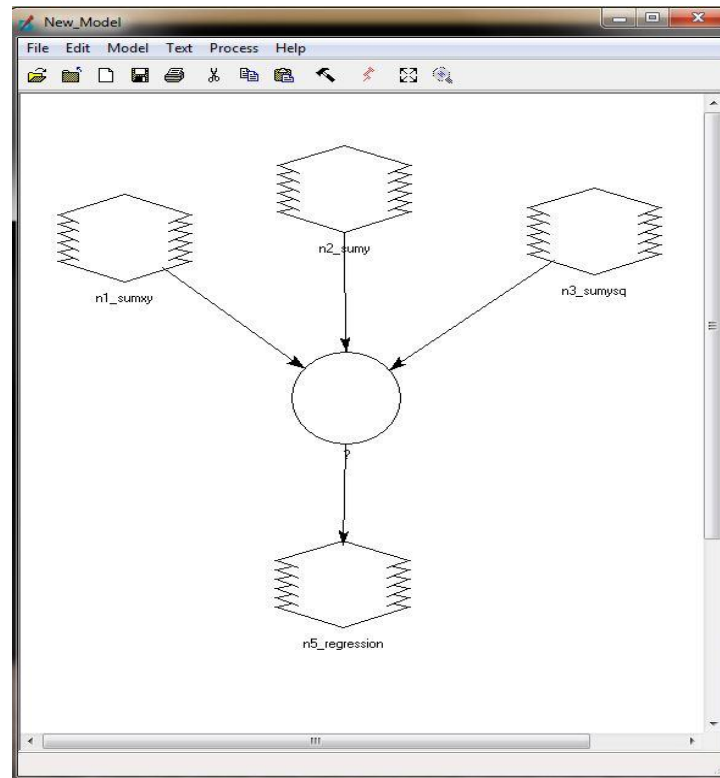 New_Model
File Edit Model Text Process Help
n2_sumy
n1_sumxy
n3_sumysq
?
n5_regression